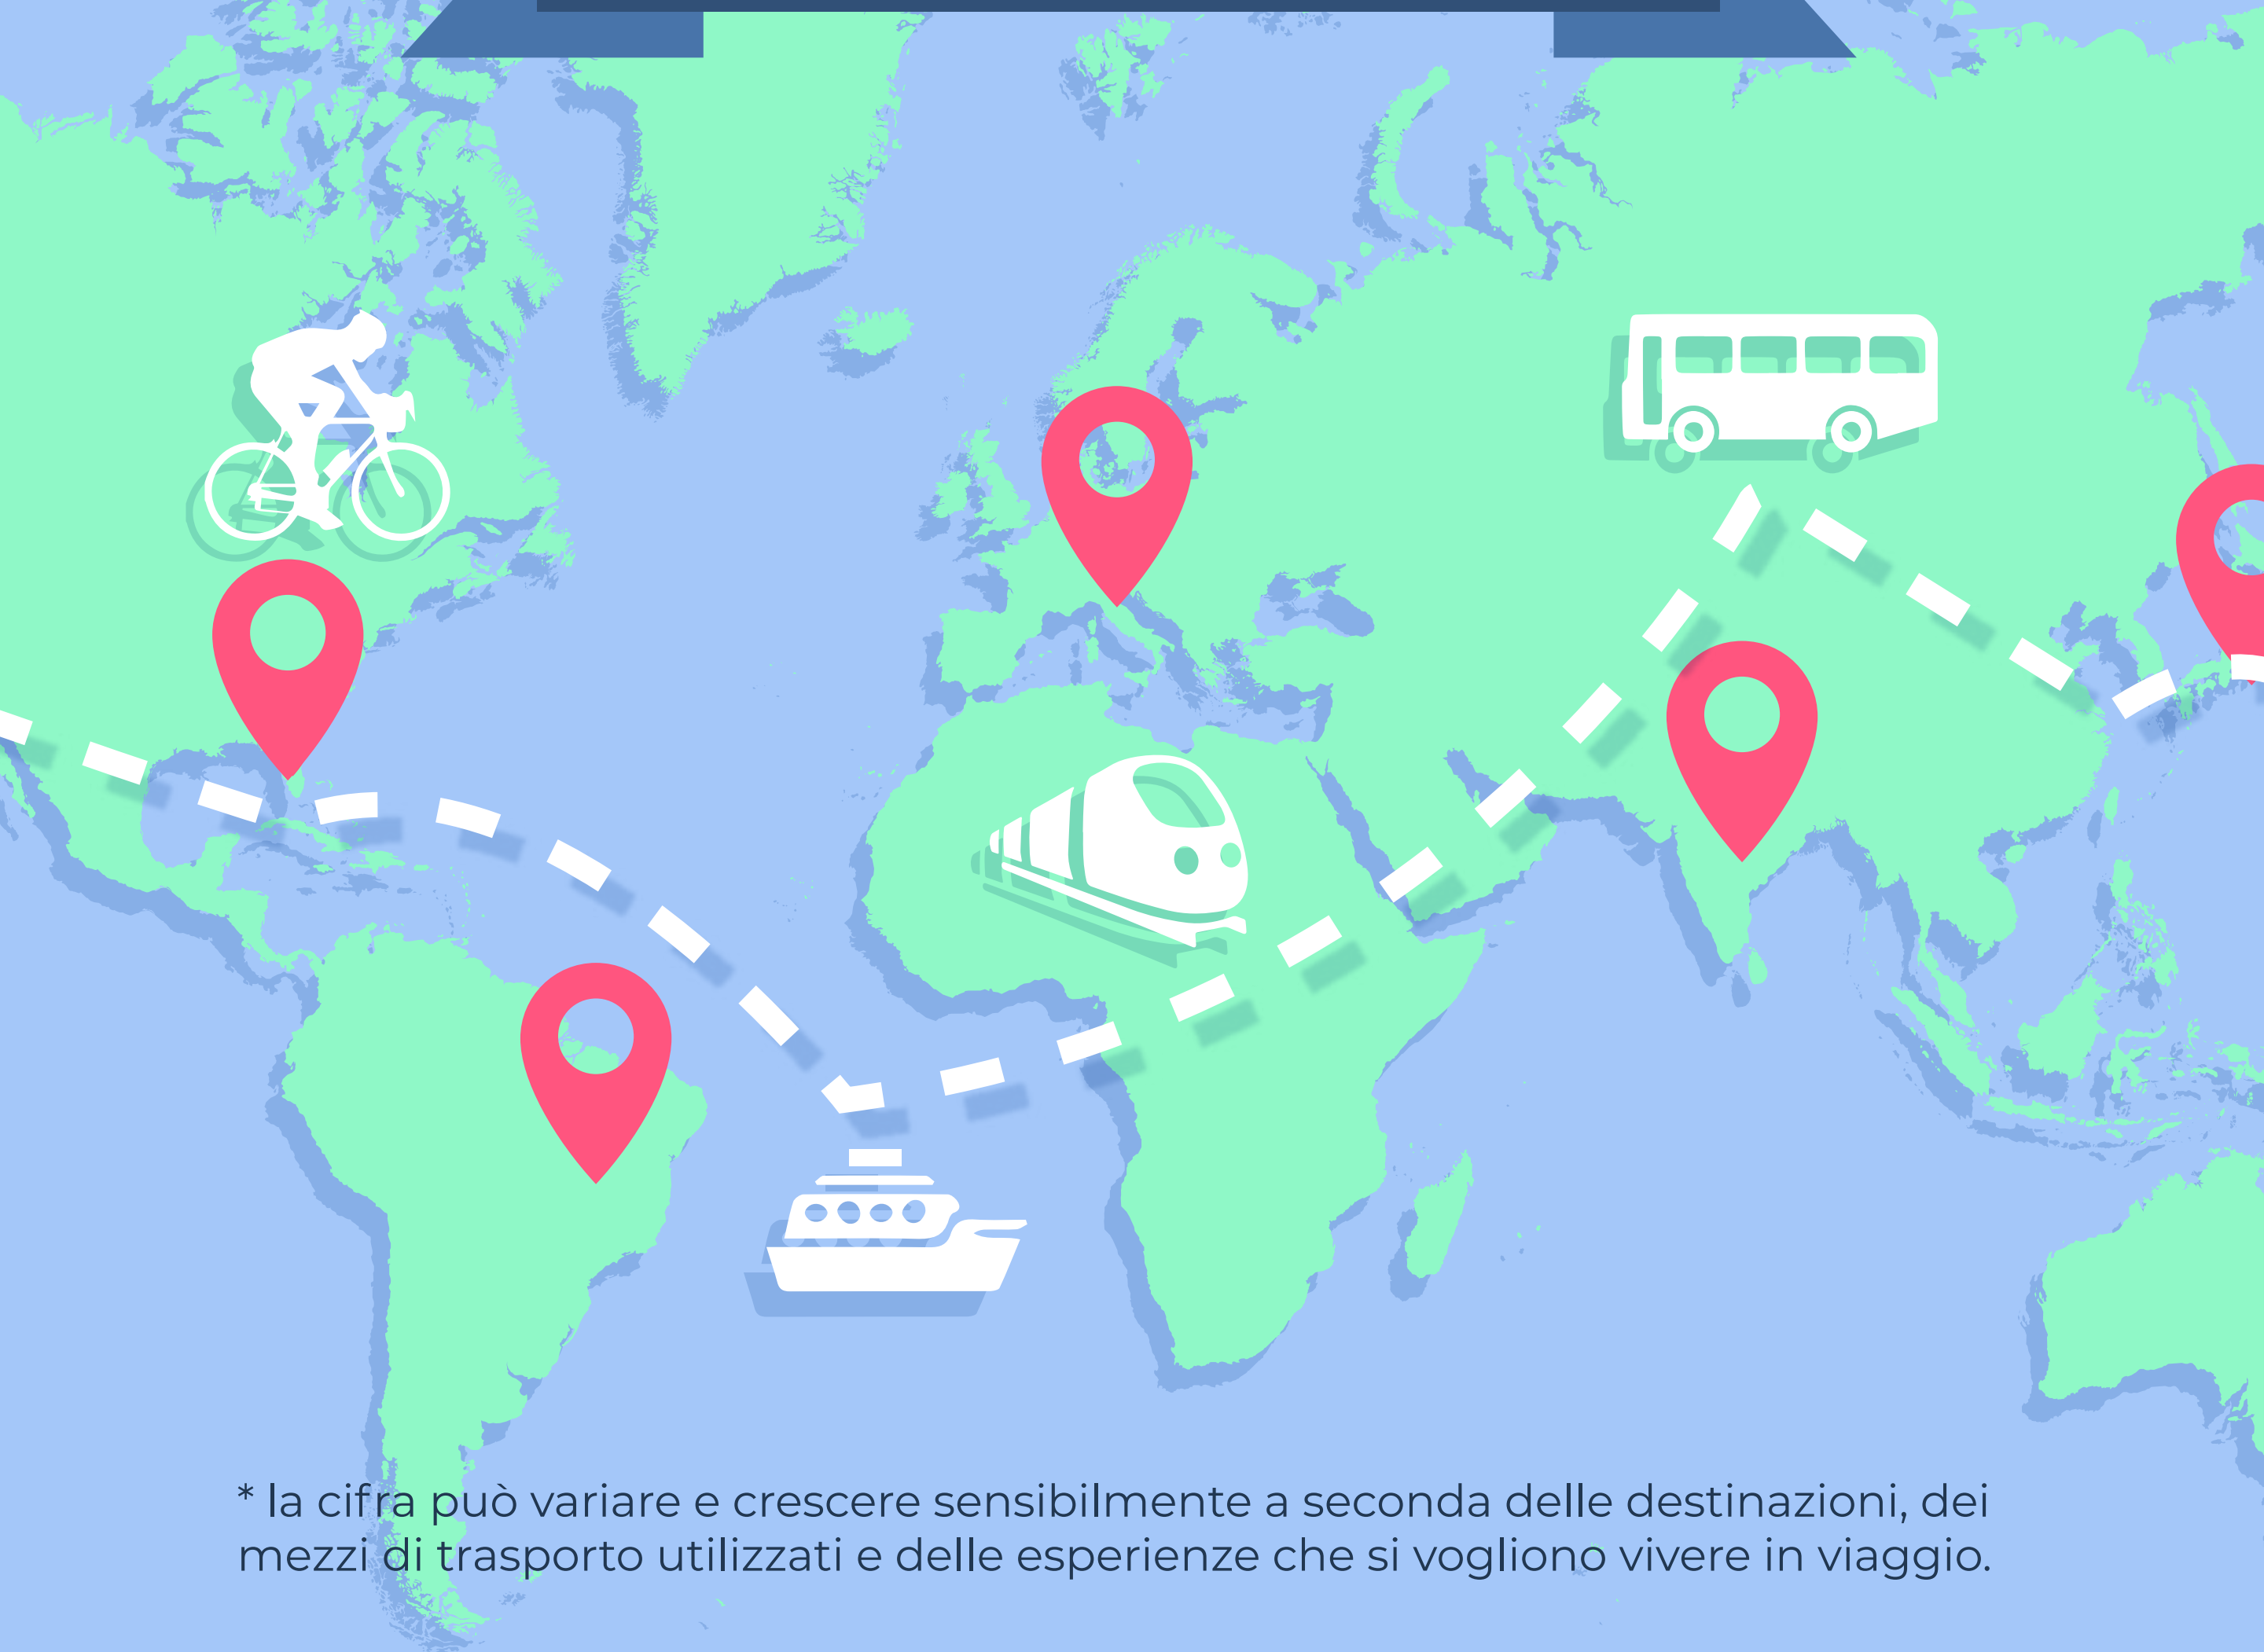 * la cifra può variare e crescere sensibilmente a seconda delle destinazioni, dei
mezzi di trasporto utilizzati e delle esperienze che si vogliono vivere in viaggio.